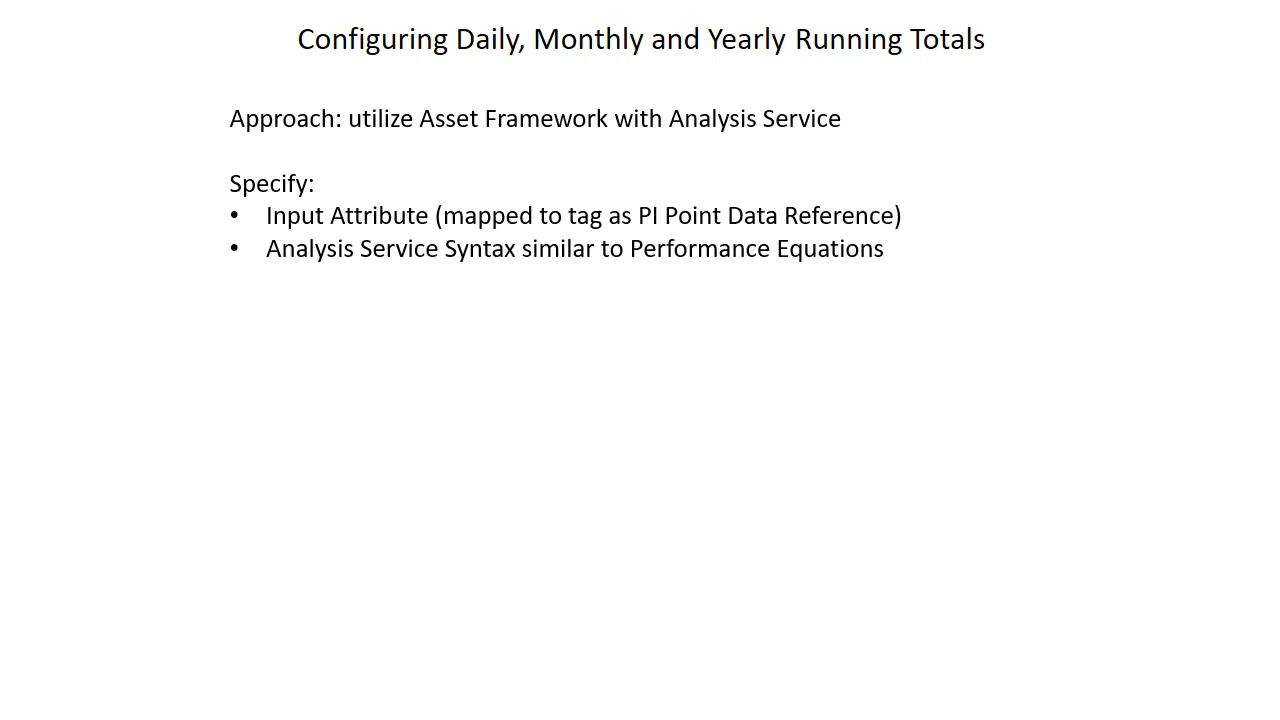 Configuring Daily, Monthly and Yearly Running Totals
Approach: utilize Asset Framework with Analysis Service
Specify:
• Input Attribute (mapped to tag as PI Point Data Reference)
• Analysis Service Syntax similar to Performance Equations